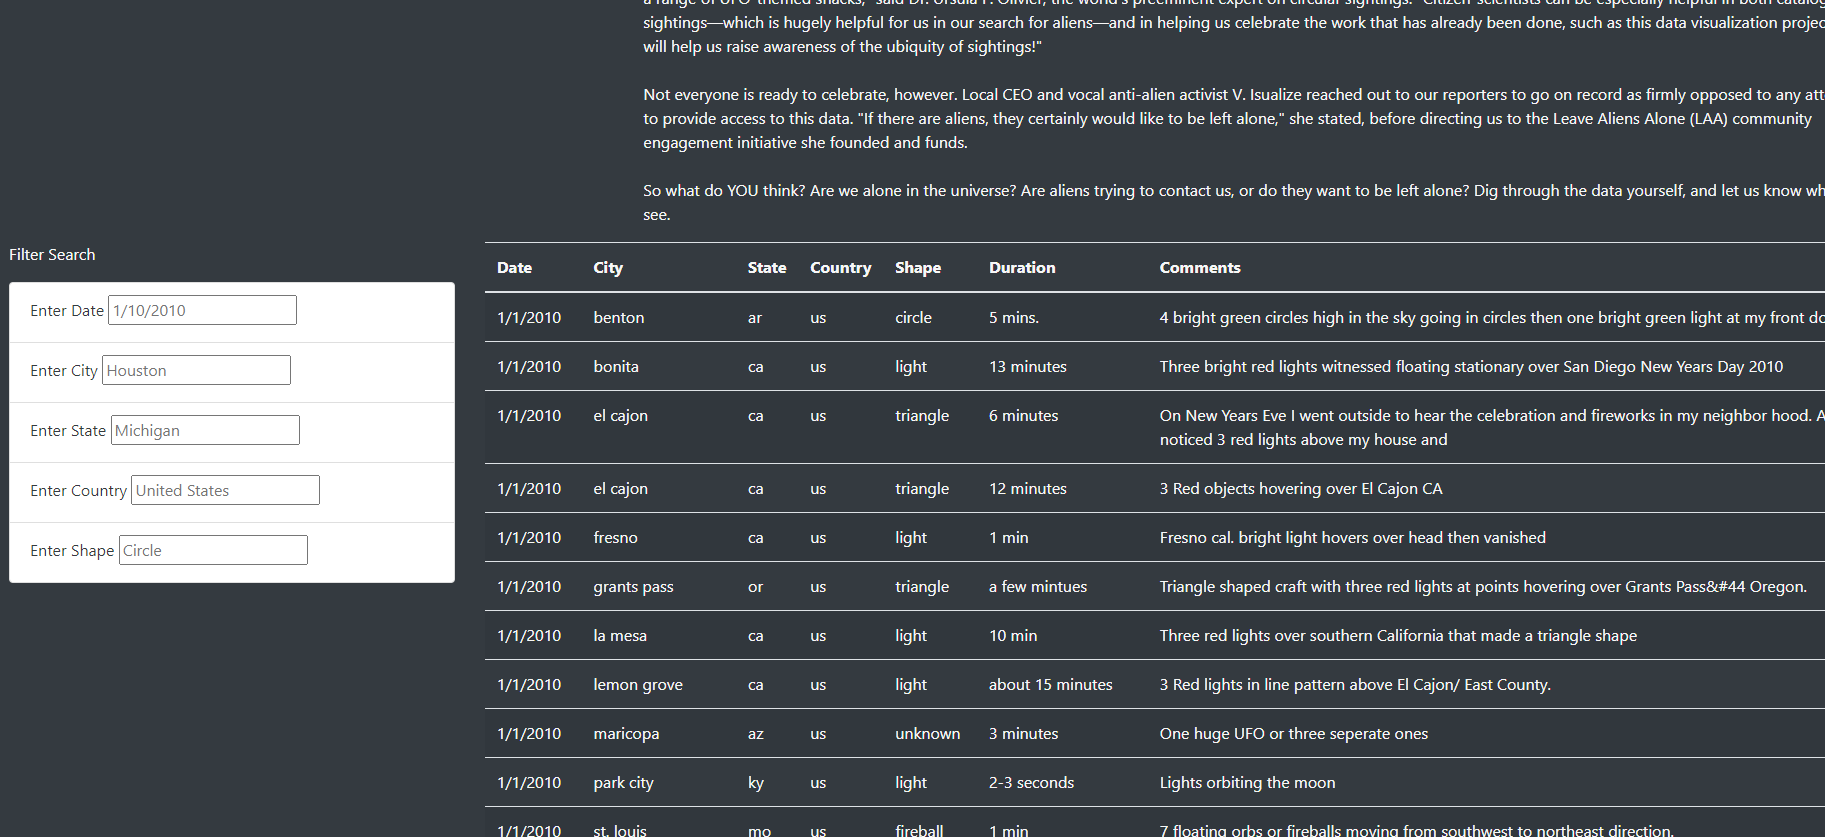 a range of UFO-themed snacks," said Dr. Ursula F. Olivier, the world's preeminent expert on circular sightings. "Citizen scientists can be especially helpful in both
sightings—which is hugely helpful for us in our search for aliens—and in helping us celebrate the work that has already been done, such as this data visualization
will help us raise awareness of the ubiquity of sightings!"
Not everyone is ready to celebrate, however. Local CEO and vocal anti-alien activist V. Isualize reached out to our reporters to go on record as firmly opposed to any
to provide access to this data. "If there are aliens, they certainly would like to be left alone," she stated, before directing us to the Leave Aliens Alone (LAA) community
engagement initiative she founded and funds.
So what do YOU think? Are we alone in the universe? Are aliens trying to contact us, or do they want to be left alone? Dig through the data yourself, and let us know
see.
Filter Search
Enter Date 1/10/2010
Enter City Houston
Enter State Michigan
Enter Country United States
Enter Shape Circle
Date City State Country Shape Duration Comments
1/1/2010 benton ar us circle 5 mins. 4 bright green circles high in the sky going in circles then one bright green light at my front
1/1/2010 bonita ca us light 13 minutes Three bright red lights witnessed floating stationary over San Diego New Years Day 2010
1/1/2010 el cajon ca us triangle 6 minutes On New Years Eve I went outside to hear the celebration and fireworks in my neighbor hood.
noticed 3 red lights above my house and
1/1/2010 el cajon ca us triangle 12 minutes 3 Red objects hovering over El Cajon CA
1/1/2010 fresno ca us light 1 min Fresno cal. bright light hovers over head then vanished
1/1/2010 grants pass or us triangle a few mintues Triangle shaped craft with three red lights at points hovering over Grants Pass&#44 Oregon.
1/1/2010 la mesa ca us light 10 min Three red lights over southern California that made a triangle shape
1/1/2010 lemon grove ca us light about 15 minutes 3 Red lights in line pattern above El Cajon/ East County.
1/1/2010 maricopa az us unknown 3 minutes One huge UFO or three seperate ones
1/1/2010 park city ky us light 2-3 seconds Lights orbiting the moon
1/1/2010 st. louis mo us fireball 1 min 7 floating orbs or fireballs moving from southwest to northeast direction.